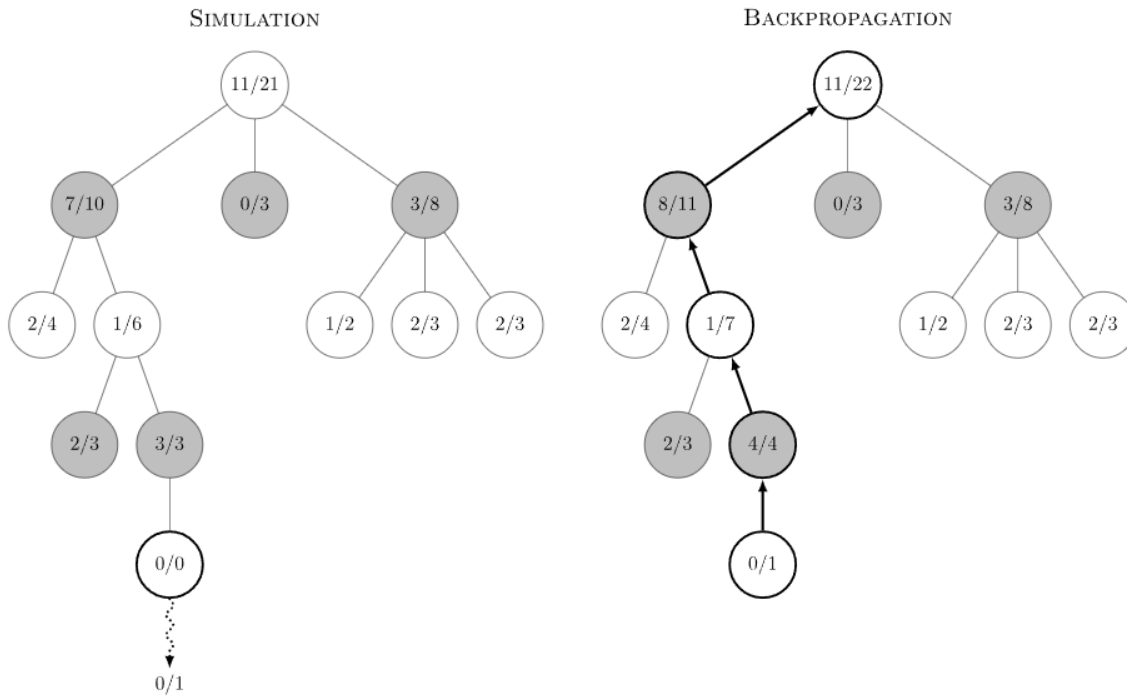 SIMULATION BACKPROPAGATION
11/21 11/22
7/10 0/3 3/8 8/11 0/3 3/8
2/4 1/6 1/2 2/3 2/3 2/4 1/7 1/2 2/3 2/3
2/3 3/3 2/3 4/4
0/0 0/1
0/1